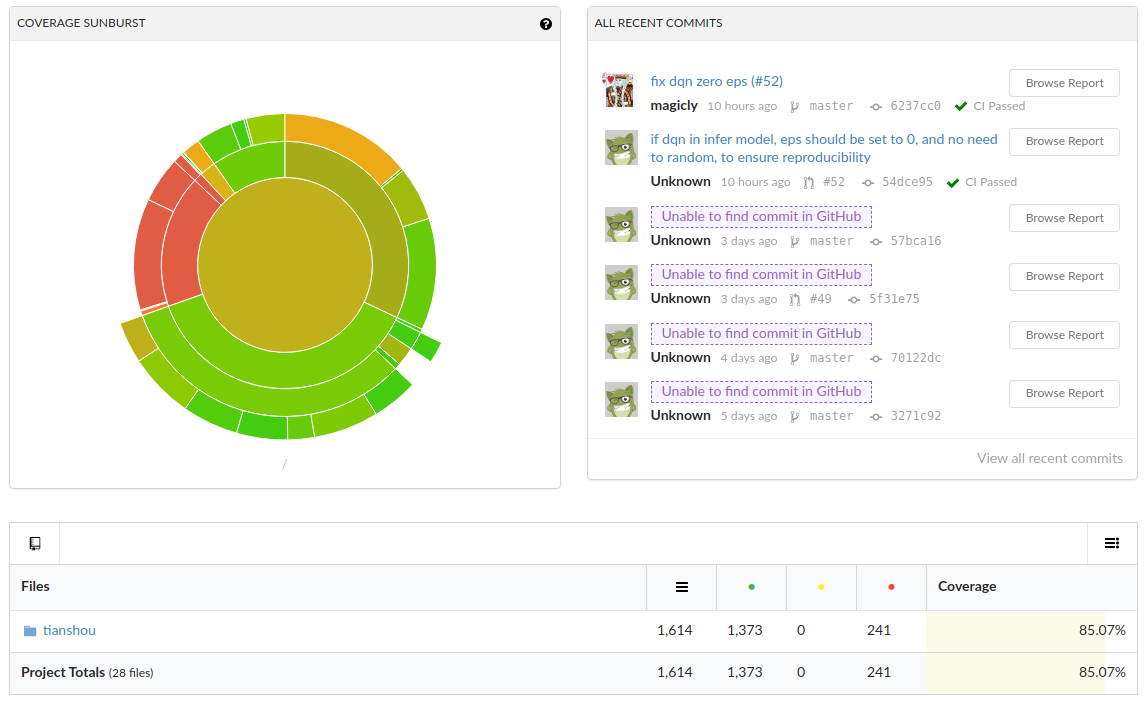 COVERAGE SUNBURST
/
ALL RECENT COMMITS
fix dqn zero eps (#52)
Browse Report
magicly 10 hours ago master 6237cc0 CI Passed
if dqn in infer model, eps should be set to 0, and no need
to random, to ensure reproducibility
Browse Report
Unknown 10 hours ago #52 54dce95 CI Passed
Unable to find commit in GitHub
Browse Report
Unknown 3 days ago master 57bca16
Unable to find commit in GitHub
Browse Report
Unknown 3 days ago #49 5f31e75
Unable to find commit in GitHub
Browse Report
Unknown 4 days ago master 70122dc
Unable to find commit in GitHub
Browse Report
Unknown 5 days ago master 3271c92
View all recent commits
Files Coverage
tianshou 1,614 1,373 0 241 85.07%
Project Totals (28 files) 1,614 1,373 0 241 85.07%